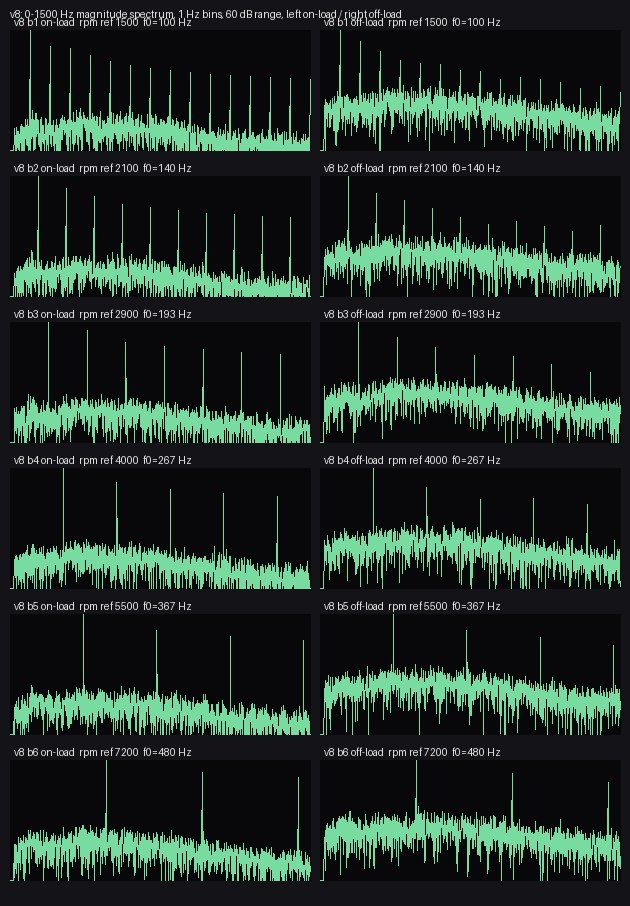 v8: 0-1500 Hz magnitude spectrum, 1 Hz bins, 60 dB range, left on-load / right off-load
v8 b1 on-load  rpm ref 1500  f0=100 Hz
v8 b1 off-load  rpm ref 1500  f0=100 Hz
v8 b2 on-load  rpm ref 2100  f0=140 Hz
v8 b2 off-load  rpm ref 2100  f0=140 Hz
v8 b3 on-load  rpm ref 2900  f0=193 Hz
v8 b3 off-load  rpm ref 2900  f0=193 Hz
v8 b4 on-load  rpm ref 4000  f0=267 Hz
v8 b4 off-load  rpm ref 4000  f0=267 Hz
v8 b5 on-load  rpm ref 5500  f0=367 Hz
v8 b5 off-load  rpm ref 5500  f0=367 Hz
v8 b6 on-load  rpm ref 7200  f0=480 Hz
v8 b6 off-load  rpm ref 7200  f0=480 Hz